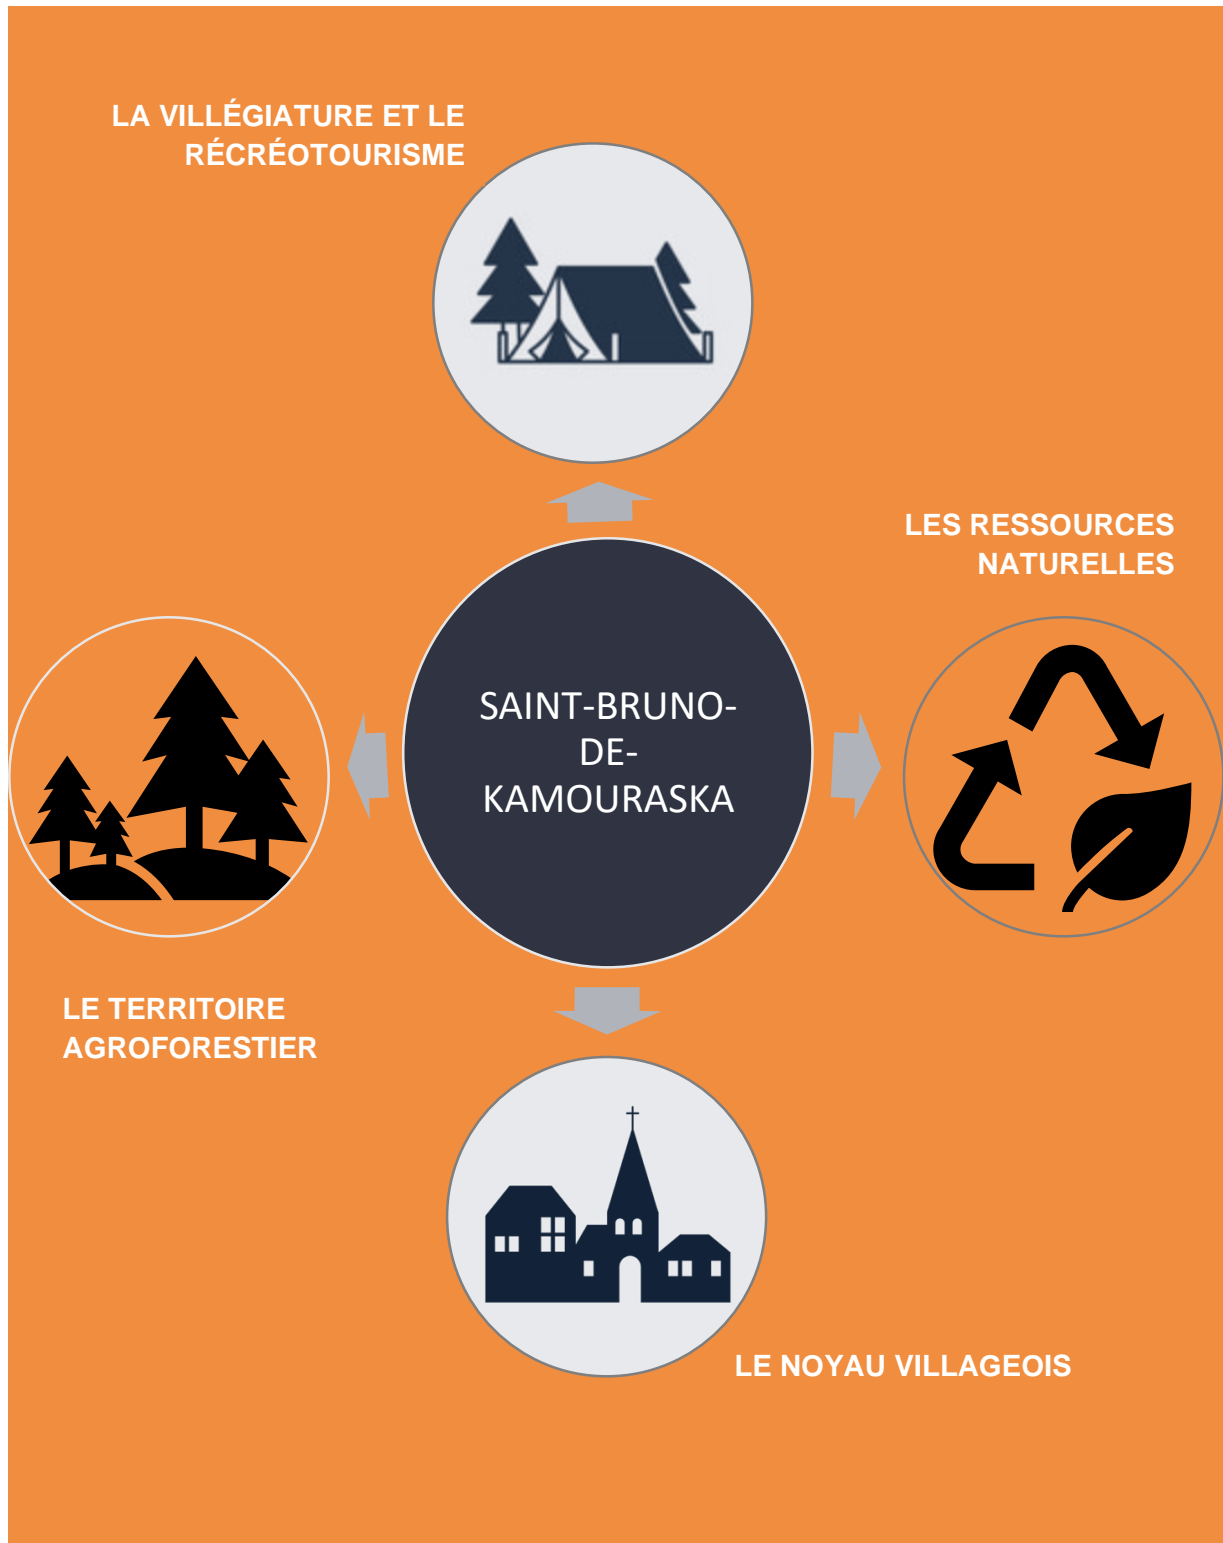 LA VILLÉGIATURE ET LE
RÉCRÉOTOURISME
LES RESSOURCES
NATURELLES
SAINT-BRUNO-
DE-
KAMOURASKA
LE TERRITOIRE
AGROFORESTIER
LE NOYAU VILLAGEOIS